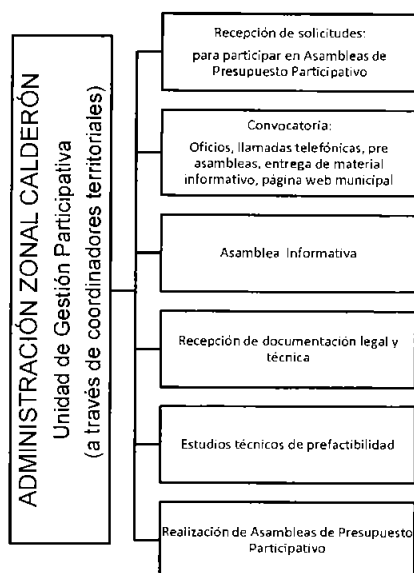 ADMINISTRACIÓN ZONAL CALDERÓN
Unidad de Gestión Participativa
(a través de coordinadores territoriales)
Recepción de solicitudes:
para participar en Asambleas de
Presupuesto Participativo
Convocatoria:
Oficios, llamadas telefónicas, pre
asambleas, entrega de material
informativo, página web municipal
Asamblea Informativa
Recepción de documentación legal y
técnica
Estudios técnicos de prefactibilidad
Realización de Asambleas de Presupuesto
Participativo